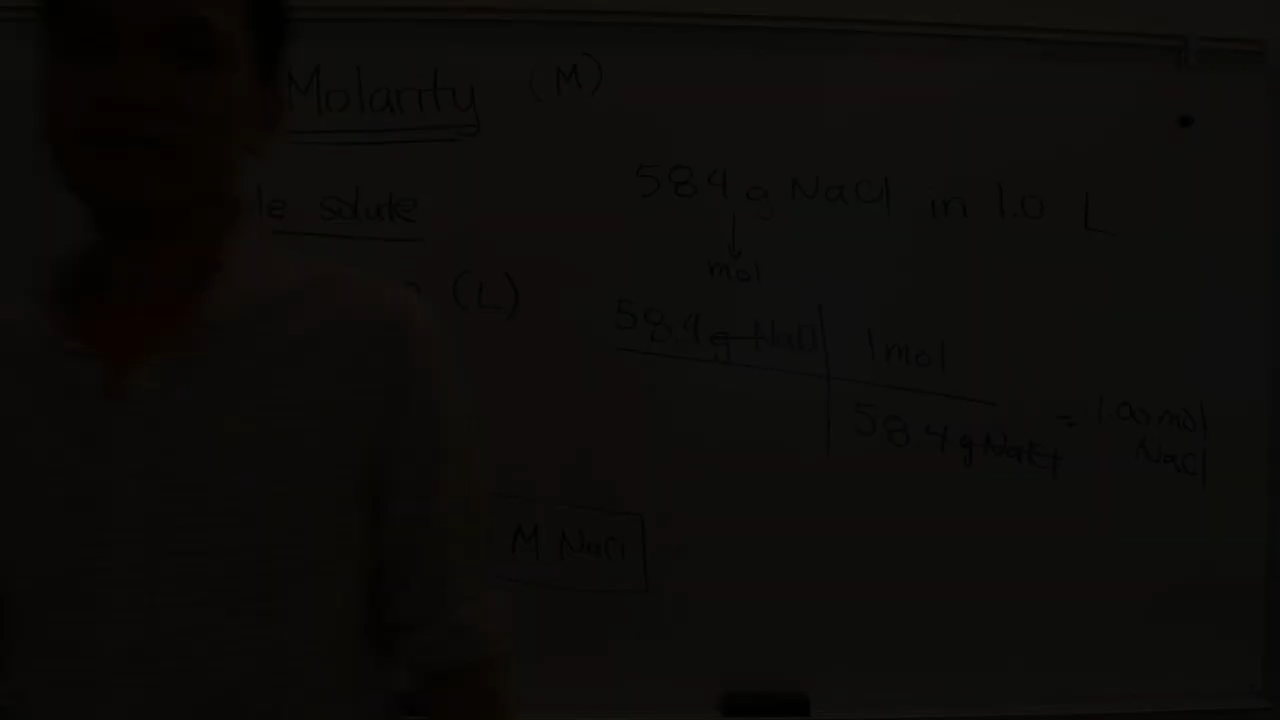 Molarity (M)
le solute
(L)
58.4 g NaCl in 1.0 L
mol
58.4 g NaCl 1 mol
58.4 g NaCl = 1.00 mol
NaCl
M NaCl